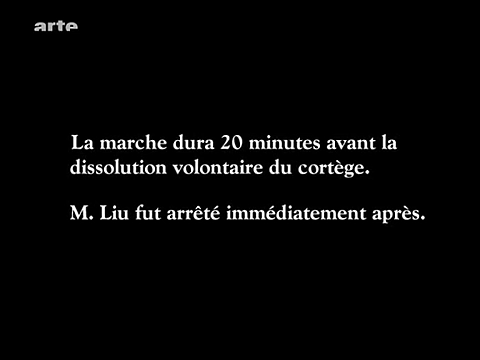 arte
La marche dura 20 minutes avant la
dissolution volontaire du cortège.
M. Liu fut arrêté immédiatement après.